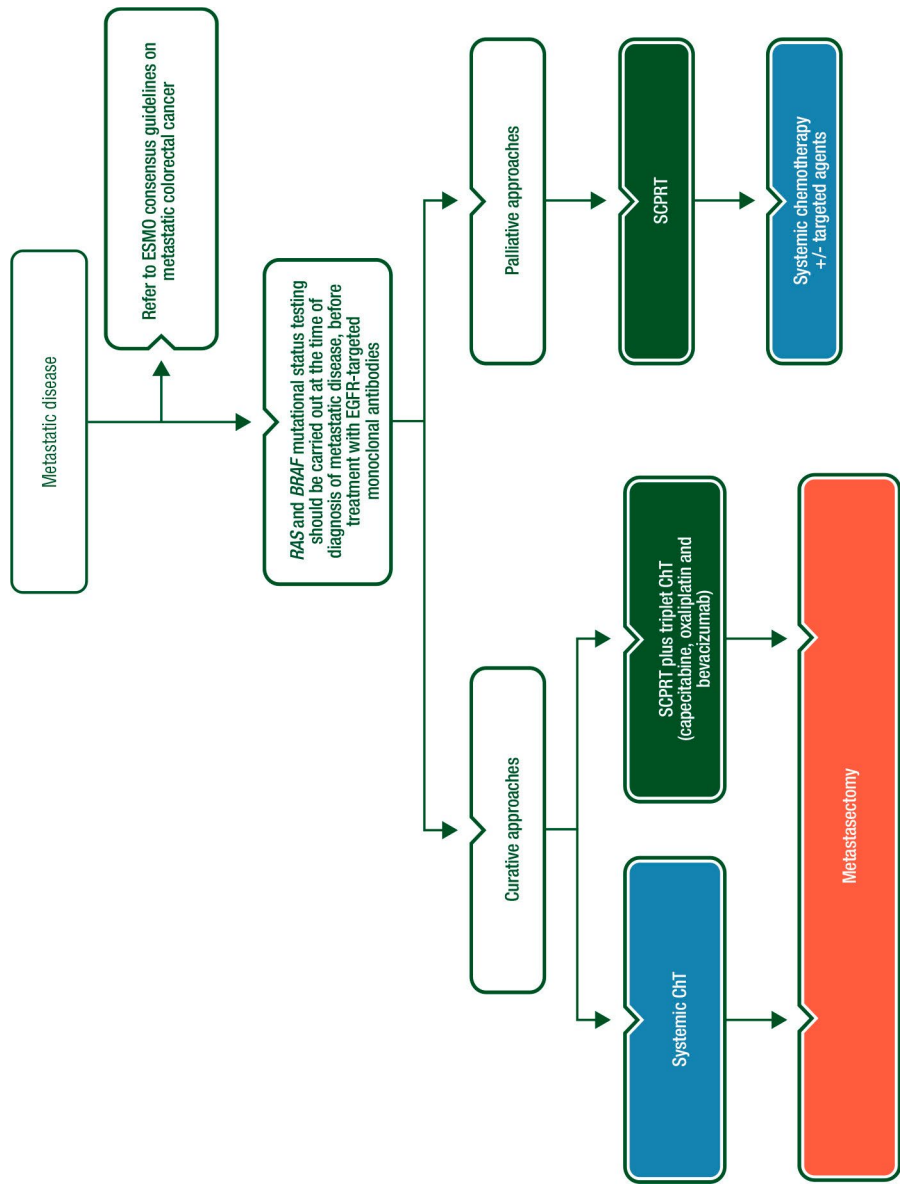 Metastatic disease
Refer to ESMO consensus guidelines on
metastatic colorectal cancer
RAS and BRAF mutational status testing
should be carried out at the time of
diagnosis of metastatic disease, before
treatment with EGFR-targeted
monoclonal antibodies
Curative approaches
Palliative approaches
Systemic ChT
SCPRT plus triplet ChT
(capecitabine, oxaliplatin and
bevacizumab)
SCPRT
Metastasectomy
Systemic chemotherapy
+/- targeted agents